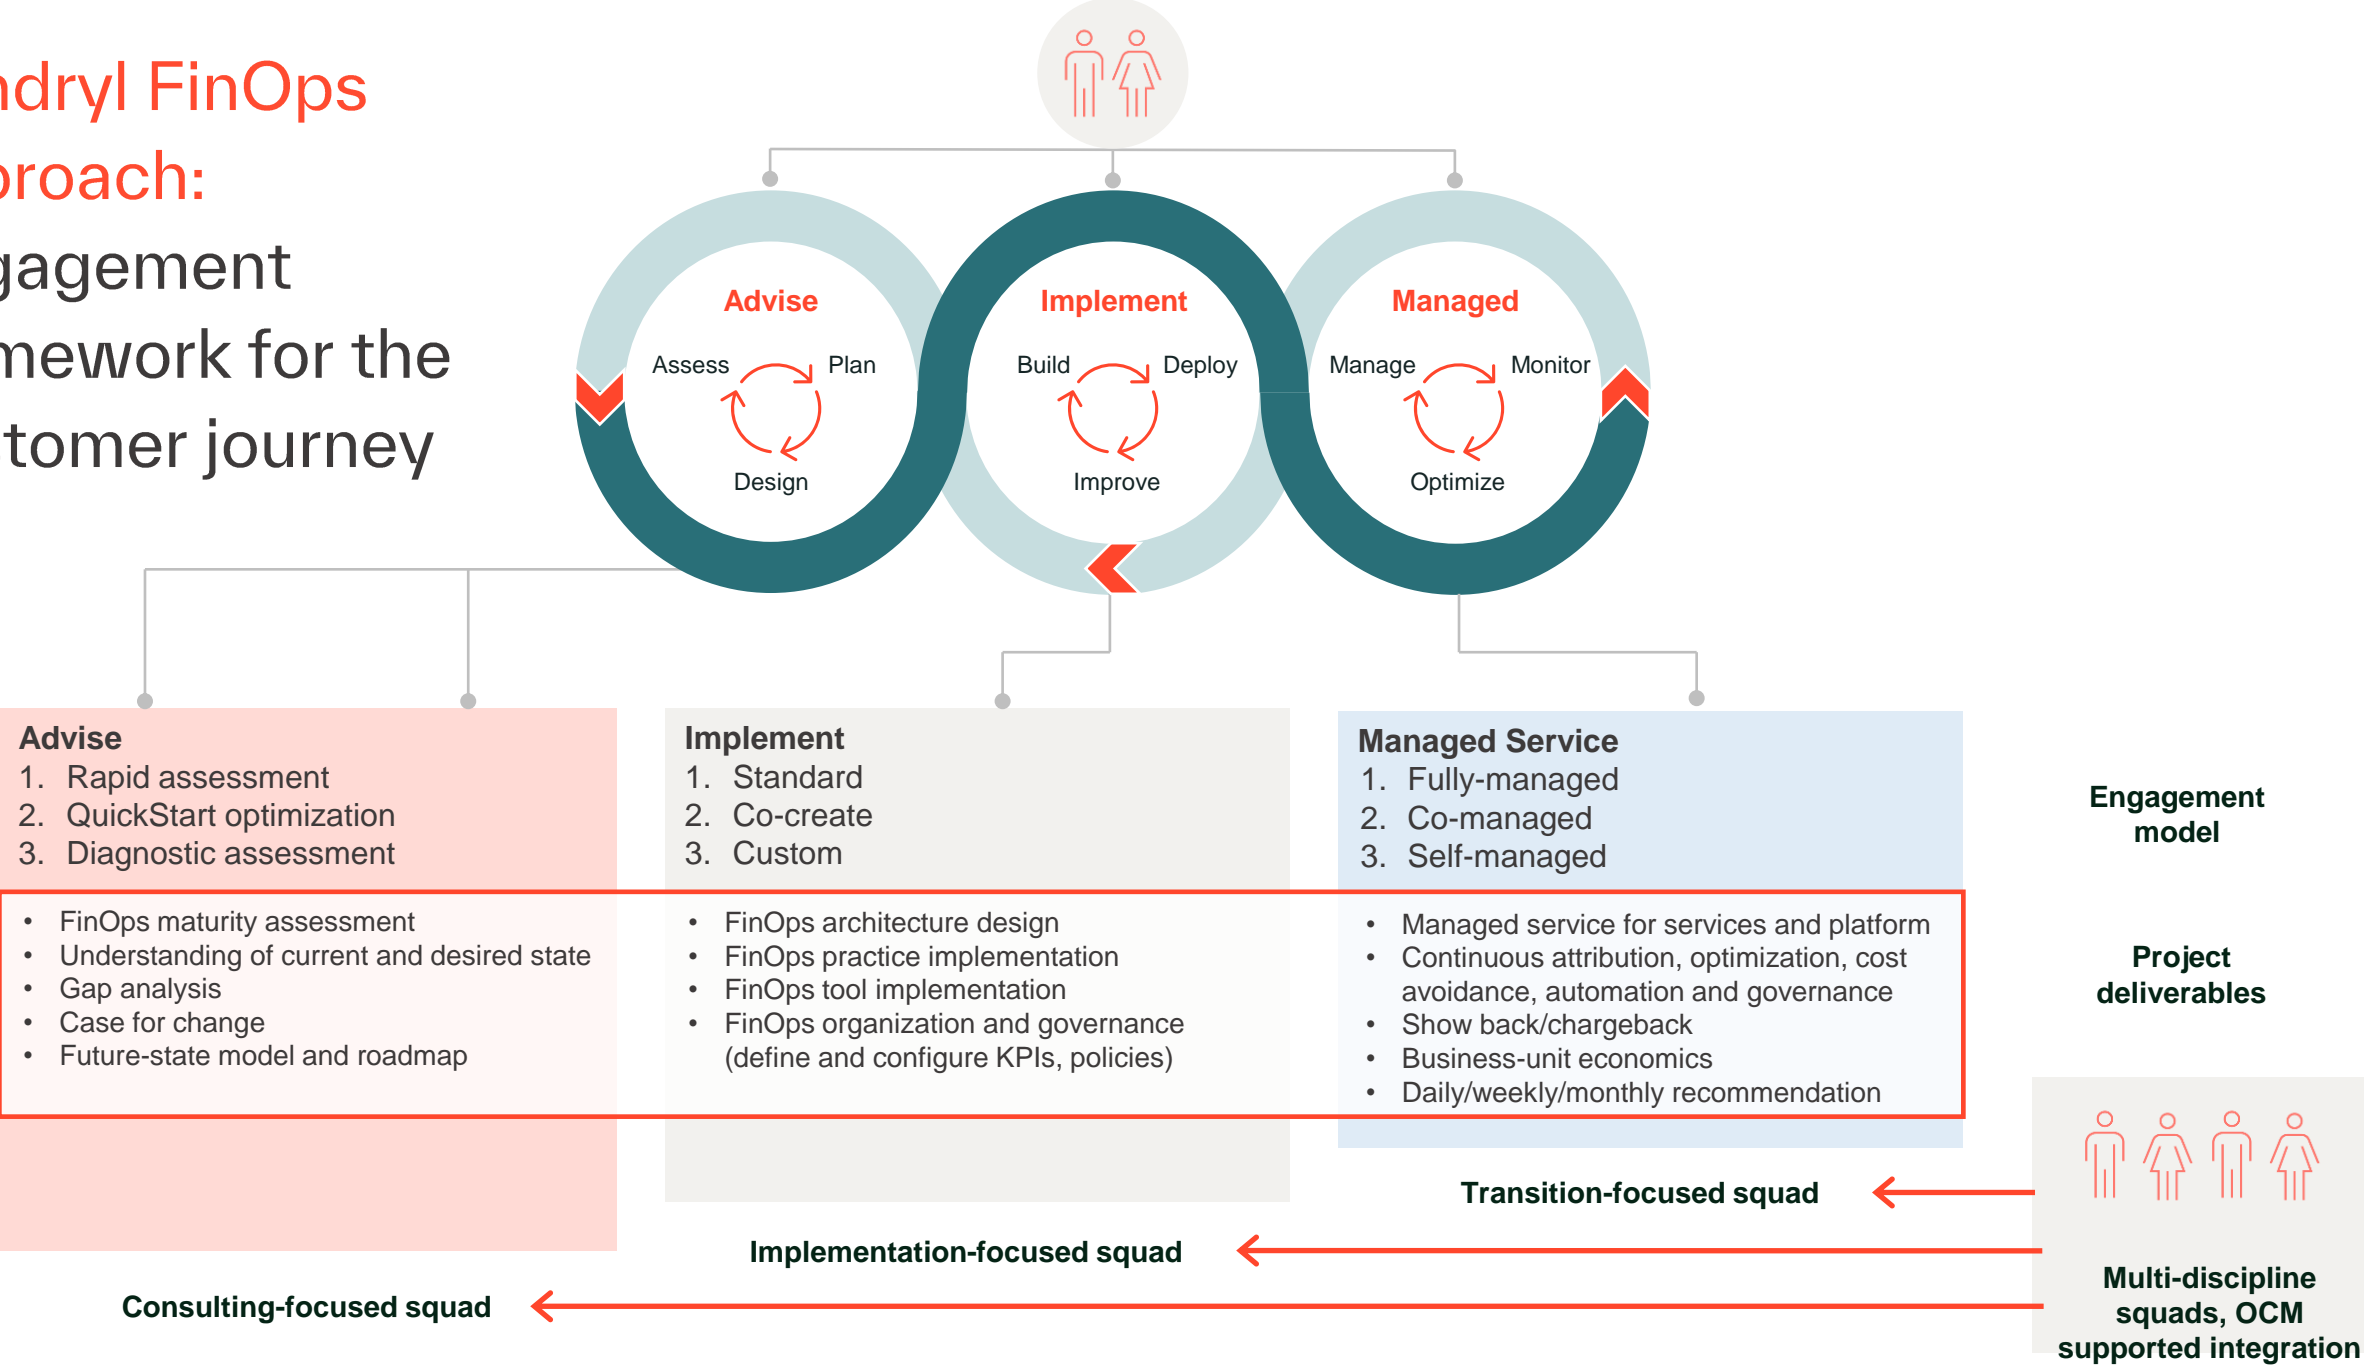 ndryl FinOps
proach:
gagement
mework for the
tomer journey
Advise
Assess
Plan
Design
Implement
Build
Deploy
Improve
Managed
Manage
Monitor
Optimize
Advise
1. Rapid assessment
2. QuickStart optimization
3. Diagnostic assessment
• FinOps maturity assessment
• Understanding of current and desired state
• Gap analysis
• Case for change
• Future-state model and roadmap
Implement
1. Standard
2. Co-create
3. Custom
• FinOps architecture design
• FinOps practice implementation
• FinOps tool implementation
• FinOps organization and governance
(define and configure KPIs, policies)
Managed Service
1. Fully-managed
2. Co-managed
3. Self-managed
• Managed service for services and platform
• Continuous attribution, optimization, cost
avoidance, automation and governance
• Show back/chargeback
• Business-unit economics
• Daily/weekly/monthly recommendation
Engagement
model
Project
deliverables
Transition-focused squad
Implementation-focused squad
Consulting-focused squad
Multi-discipline
squads, OCM
supported integration